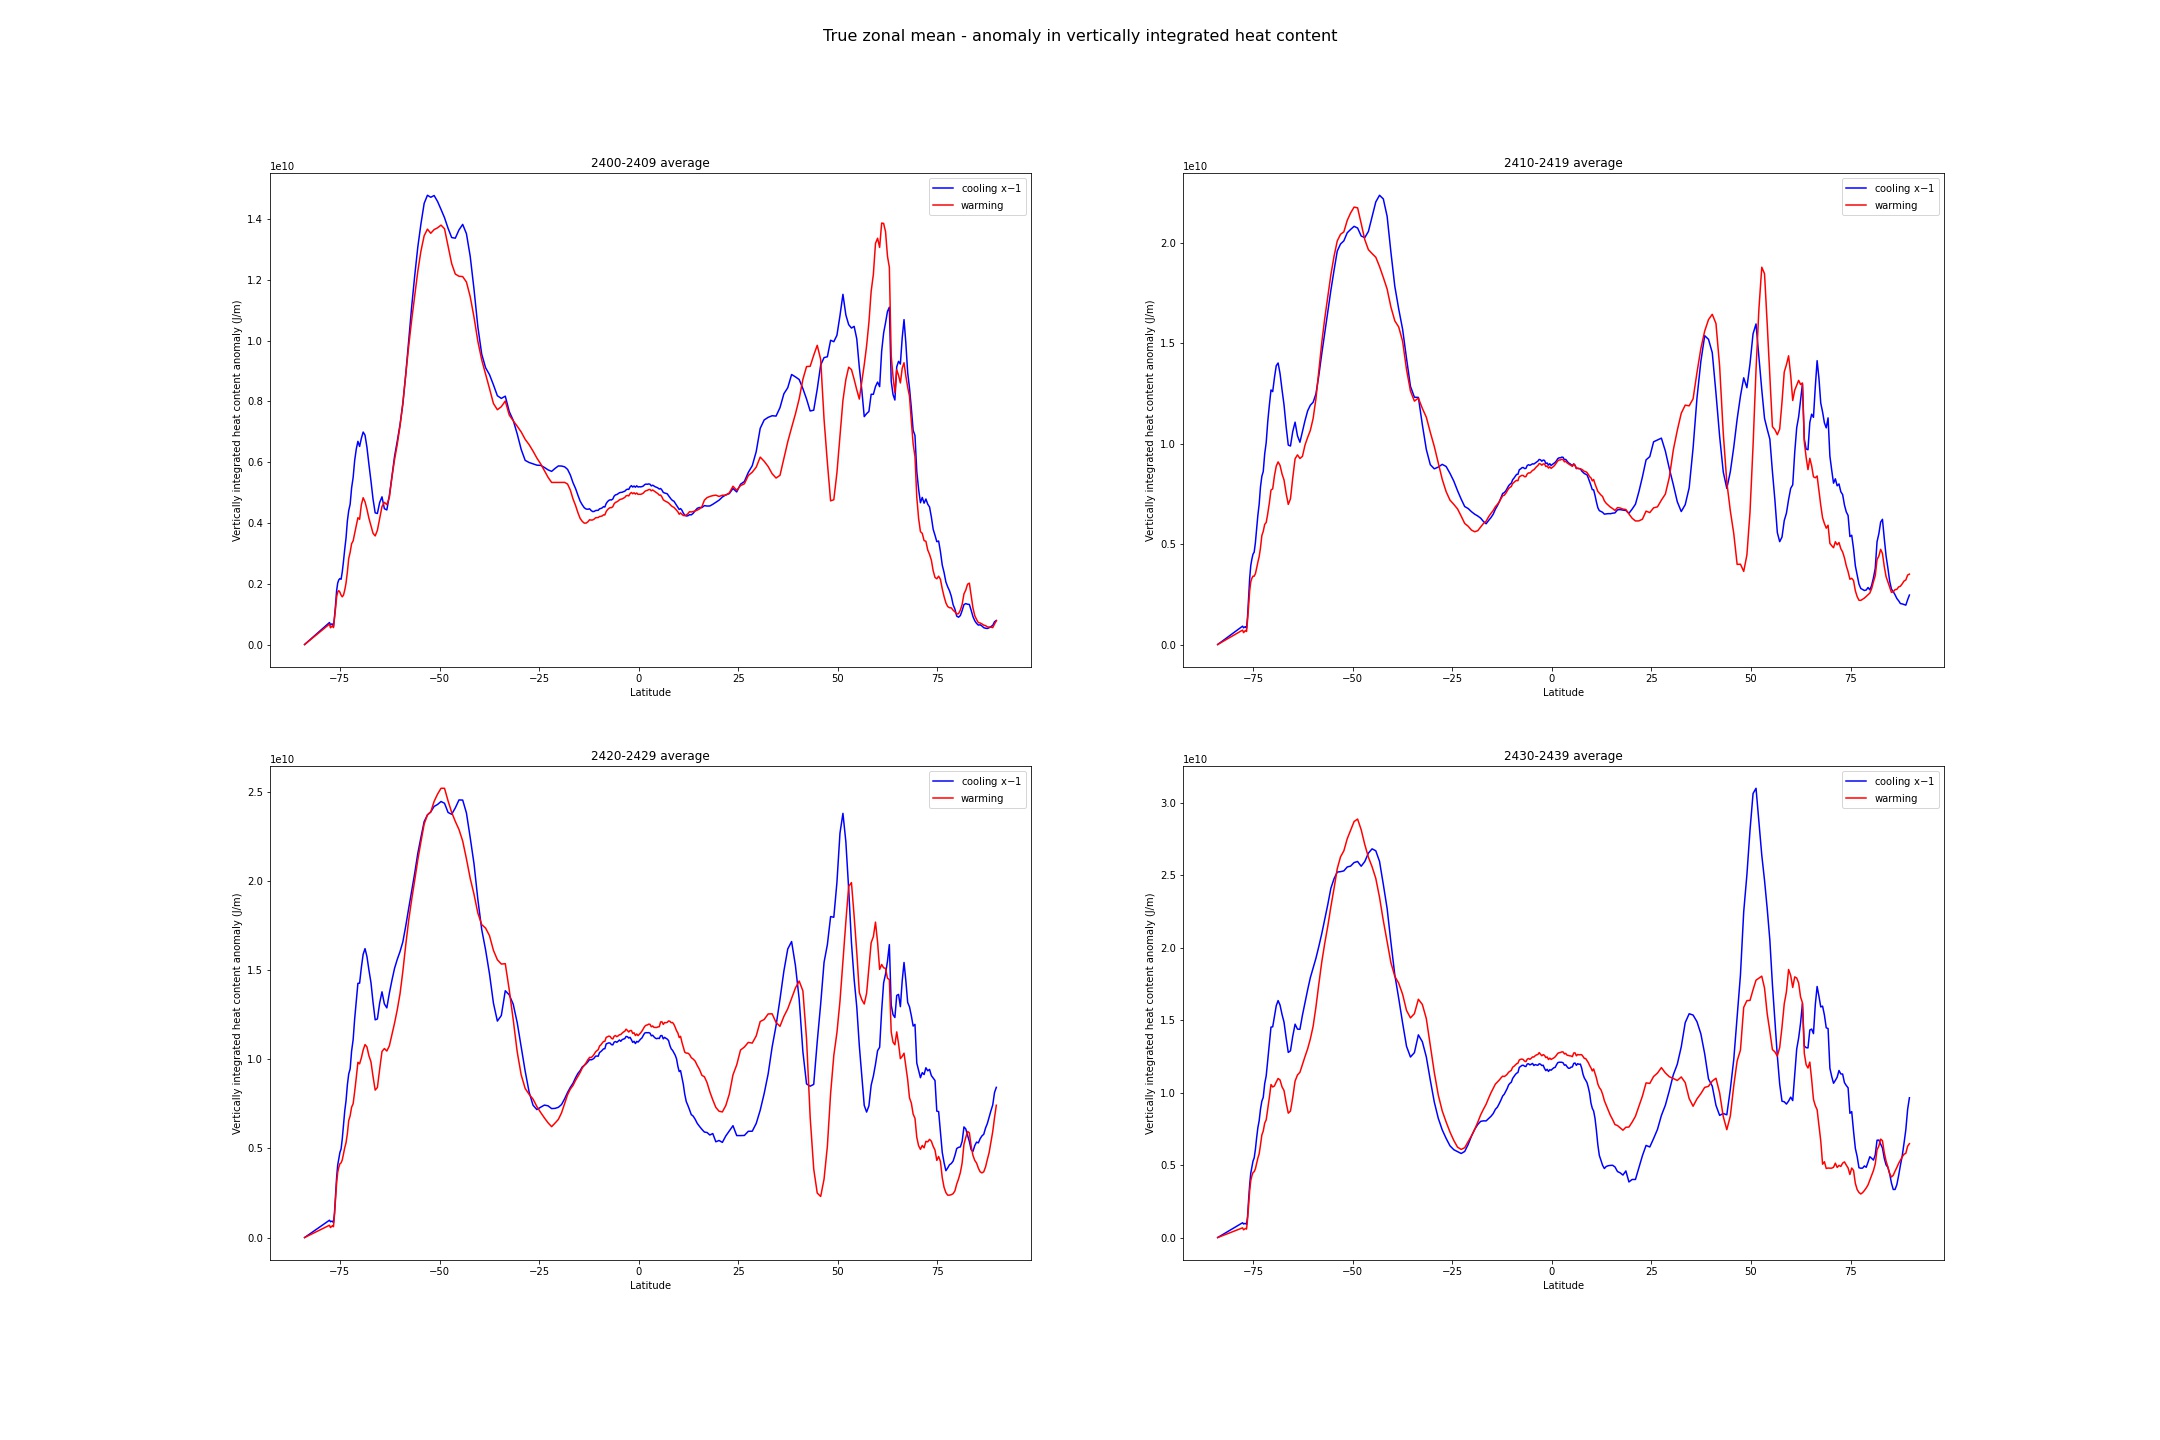 True zonal mean - anomaly in vertically integrated heat content
2400-2409 average
1e10
cooling x−1
warming
1.4
1.2
1.0
0.8
0.6
0.4
0.2
0.0
Vertically integrated heat content anomaly (J/m)
−75 −50 −25 0 25 50 75
Latitude
2410-2419 average
1e10
cooling x−1
warming
2.0
1.5
1.0
0.5
0.0
Vertically integrated heat content anomaly (J/m)
−75 −50 −25 0 25 50 75
Latitude
2420-2429 average
1e10
cooling x−1
warming
2.5
2.0
1.5
1.0
0.5
0.0
Vertically integrated heat content anomaly (J/m)
−75 −50 −25 0 25 50 75
Latitude
2430-2439 average
1e10
cooling x−1
warming
3.0
2.5
2.0
1.5
1.0
0.5
0.0
Vertically integrated heat content anomaly (J/m)
−75 −50 −25 0 25 50 75
Latitude